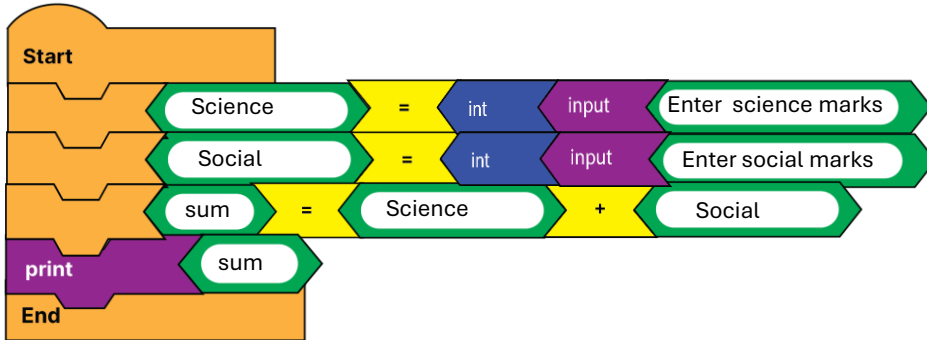 Start
Science = int input Enter science marks
Social = int input Enter social marks
sum = Science + Social
print sum
End